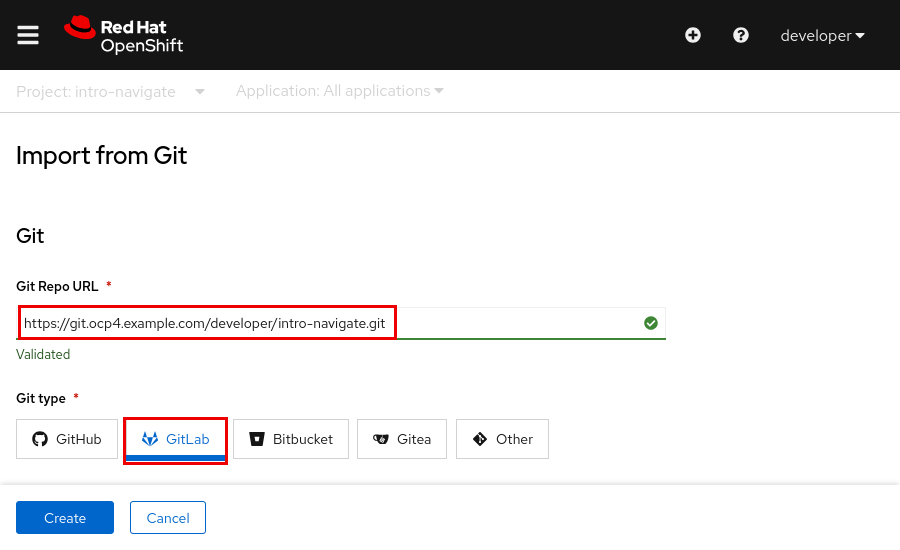 Red Hat
OpenShift
developer
Project: intro-navigate Application: All applications
Import from Git
Git
Git Repo URL *
https://git.ocp4.example.com/developer/intro-navigate.git
Validated
Git type *
GitHub GitLab Bitbucket Gitea Other
Create Cancel